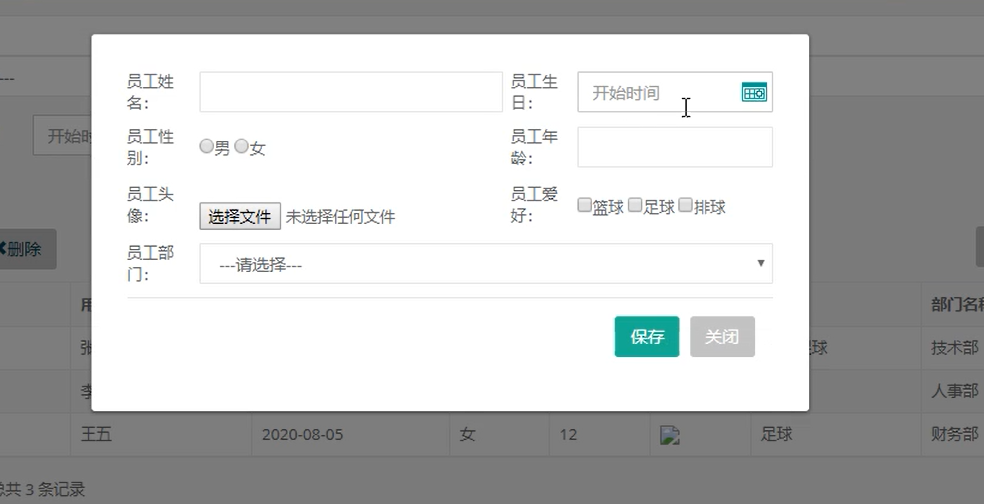 ---
员工姓
名:
员工生
日:
开始时间
开始时
员工性
别:
男 女
员工年
龄:
员工头
像:
选择文件 未选择任何文件
员工爱
好:
篮球 足球 排球
删除
员工部
门:
---请选择---
部门名称
保存 关闭
张
球
技术部
李
人事部
王五 2020-08-05 女 12 足球 财务部
总共 3 条记录